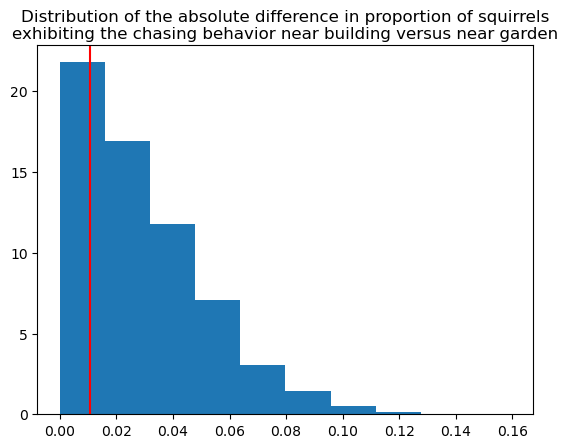 Distribution of the absolute difference in proportion of squirrels
exhibiting the chasing behavior near building versus near garden
20
15
10
5
0
0.00 0.02 0.04 0.06 0.08 0.10 0.12 0.14 0.16